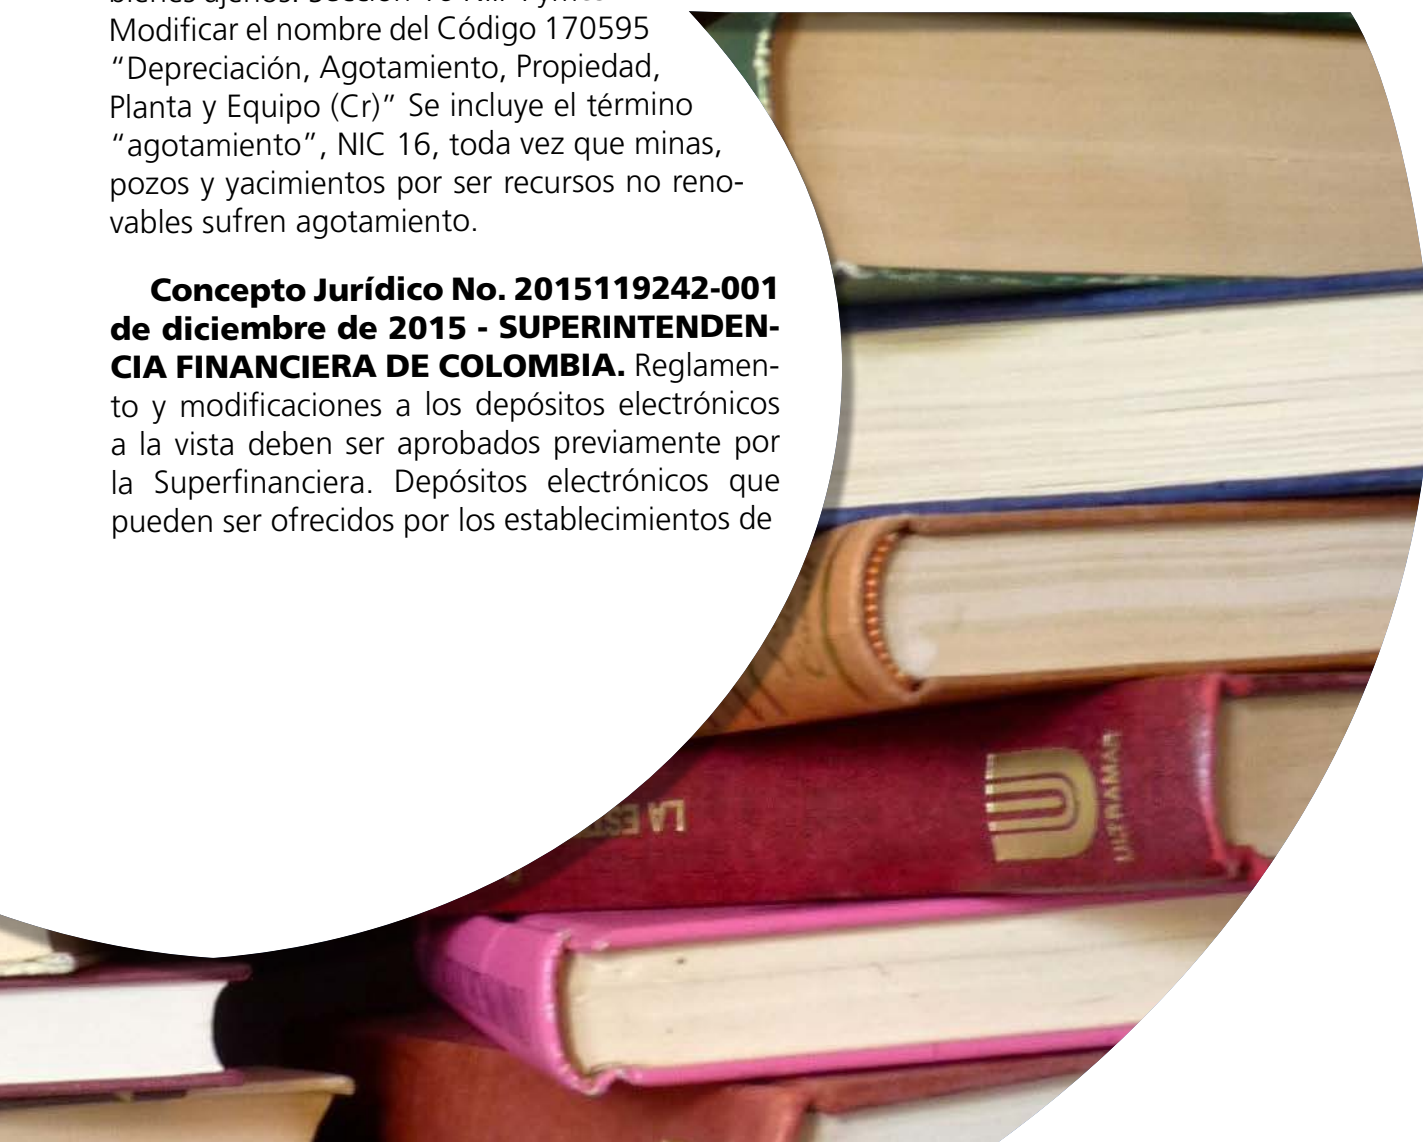 Modificar el nombre del Código 170595
“Depreciación, Agotamiento, Propiedad,
Planta y Equipo (Cr)” Se incluye el término
“agotamiento”, NIC 16, toda vez que minas,
pozos y yacimientos por ser recursos no reno-
vables sufren agotamiento.
Concepto Jurídico No. 2015119242-001
de diciembre de 2015 - SUPERINTENDEN-
CIA FINANCIERA DE COLOMBIA. Reglamen-
to y modificaciones a los depósitos electrónicos
a la vista deben ser aprobados previamente por
la Superfinanciera. Depósitos electrónicos que
pueden ser ofrecidos por los establecimientos de
ULTRAMAR
LA